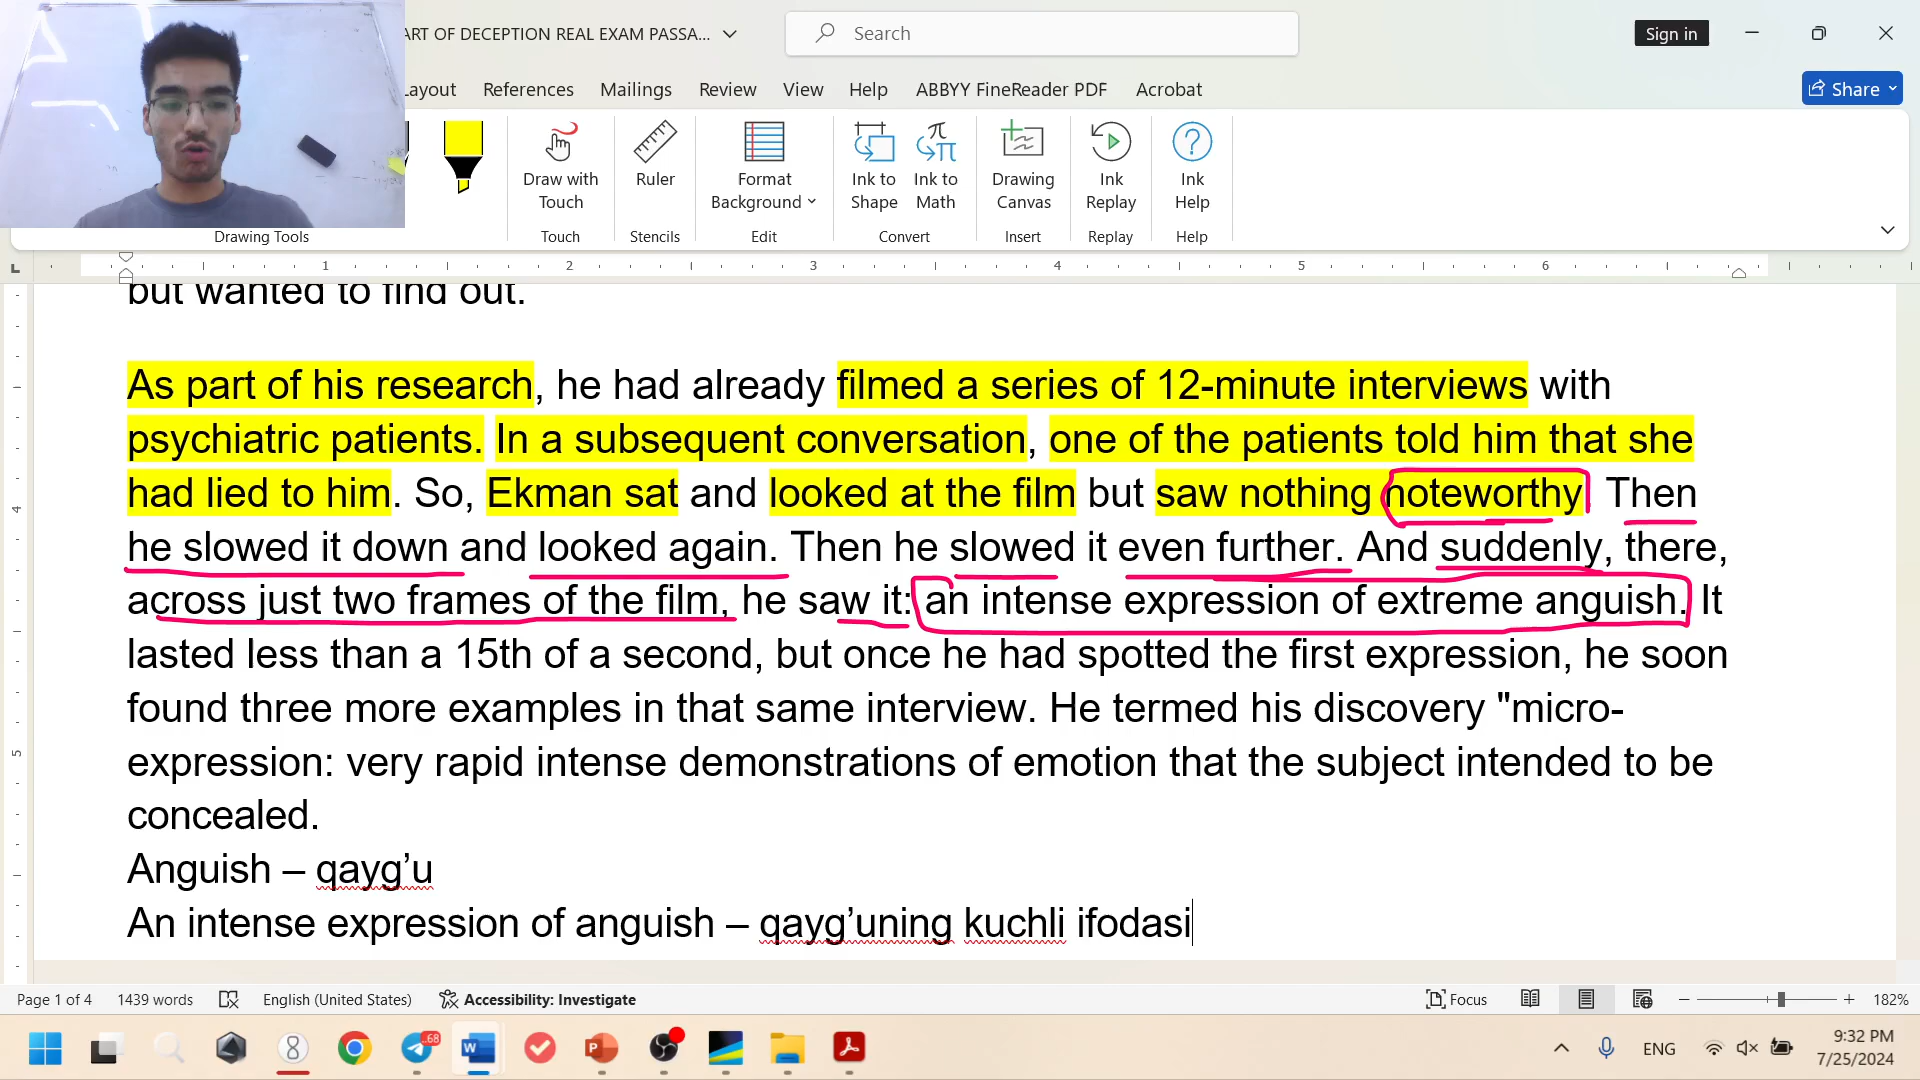 ART OF DECEPTION REAL EXAM PASSA...
Search
Sign in
Layout References Mailings Review View Help ABBYY FineReader PDF Acrobat
Share
Draw with Touch
Ruler
Format Background
Ink to Shape
Ink to Math
Drawing Canvas
Ink Replay
Ink Help
Drawing Tools Touch Stencils Edit Convert Insert Replay Help
1 2 3 4 5 6
but wanted to find out.
As part of his research, he had already filmed a series of 12-minute interviews with
psychiatric patients. In a subsequent conversation, one of the patients told him that she
had lied to him. So, Ekman sat and looked at the film but saw nothing noteworthy. Then
he slowed it down and looked again. Then he slowed it even further. And suddenly, there,
across just two frames of the film, he saw it: an intense expression of extreme anguish. It
lasted less than a 15th of a second, but once he had spotted the first expression, he soon
found three more examples in that same interview. He termed his discovery "micro-
expression: very rapid intense demonstrations of emotion that the subject intended to be
concealed.
Anguish – qayg’u
An intense expression of anguish – qayg’uning kuchli ifodasi
4
5
Page 1 of 4 1439 words English (United States) Accessibility: Investigate Focus 182%
68
ENG
9:32 PM
7/25/2024